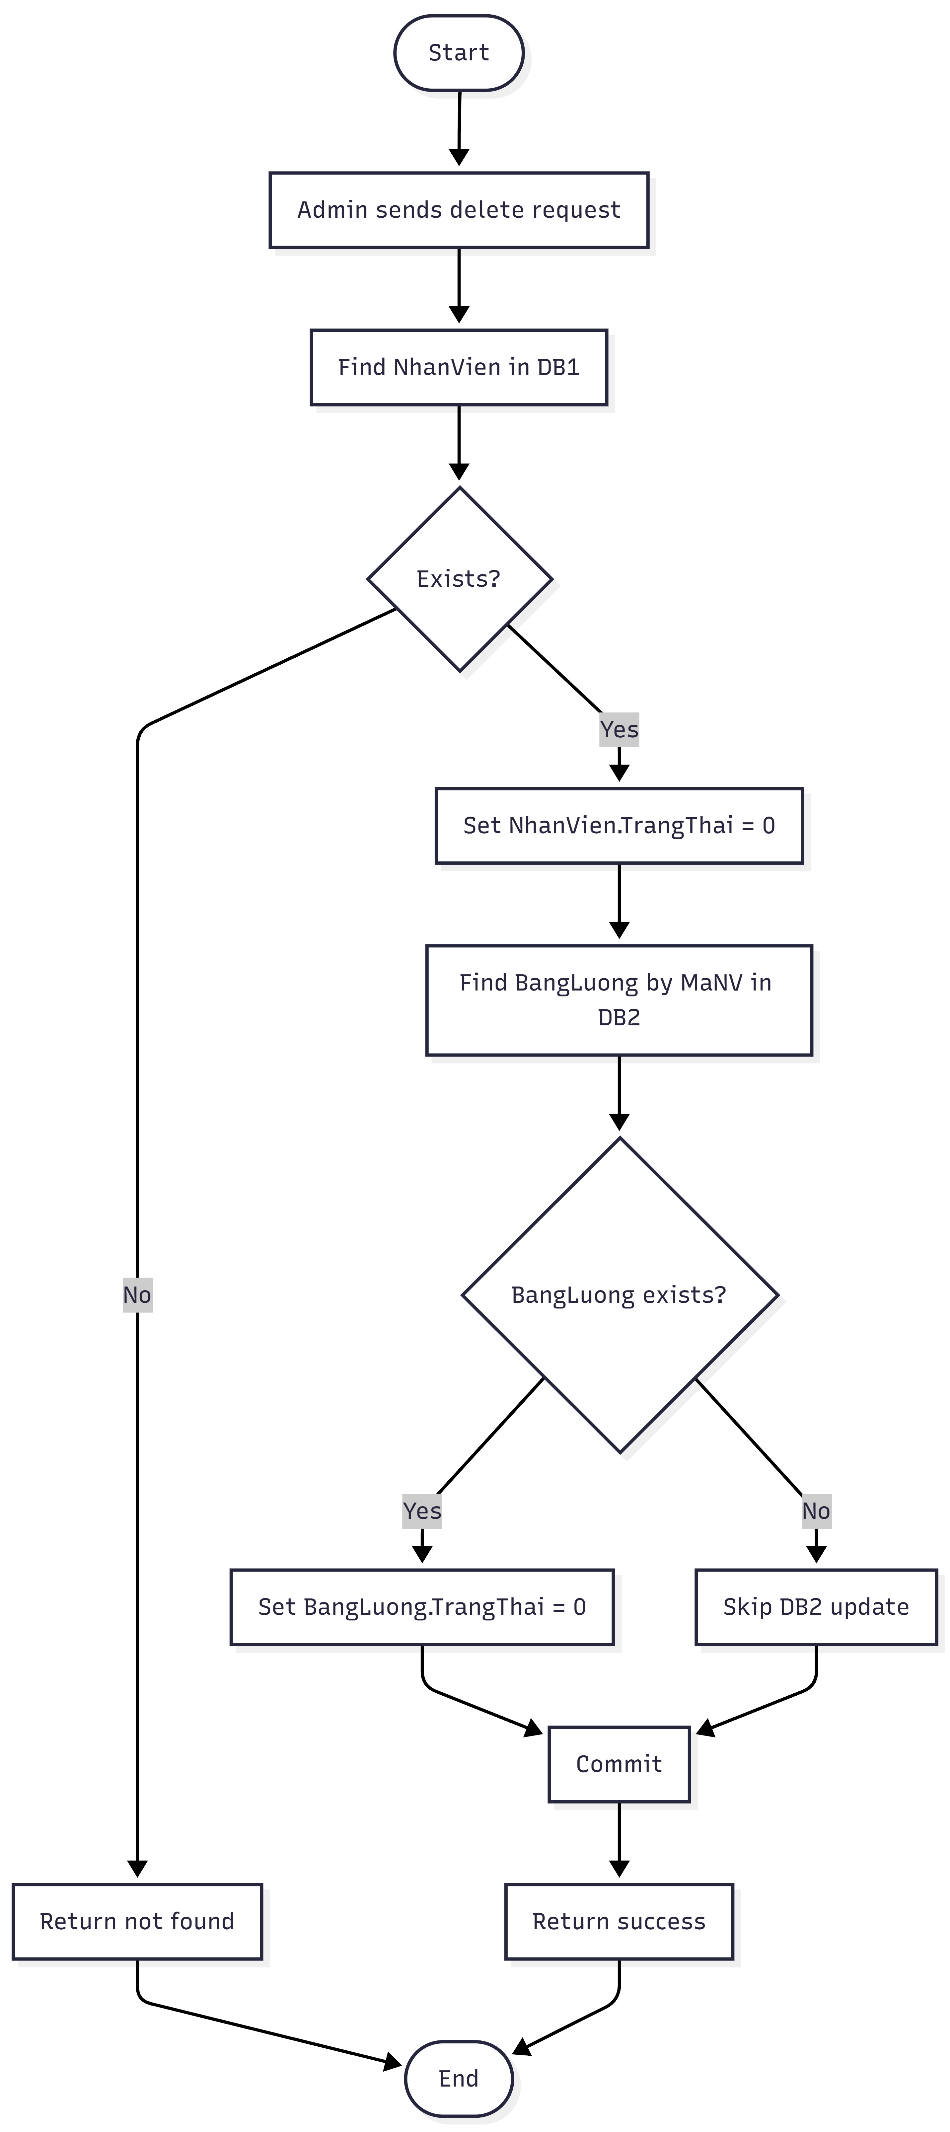 Start
Admin sends delete request
Find NhanVien in DB1
Exists?
Yes
Set NhanVien.TrangThai = 0
Find BangLuong by MaNV in
DB2
No
BangLuong exists?
Yes
No
Set BangLuong.TrangThai = 0
Skip DB2 update
Commit
Return not found
Return success
End